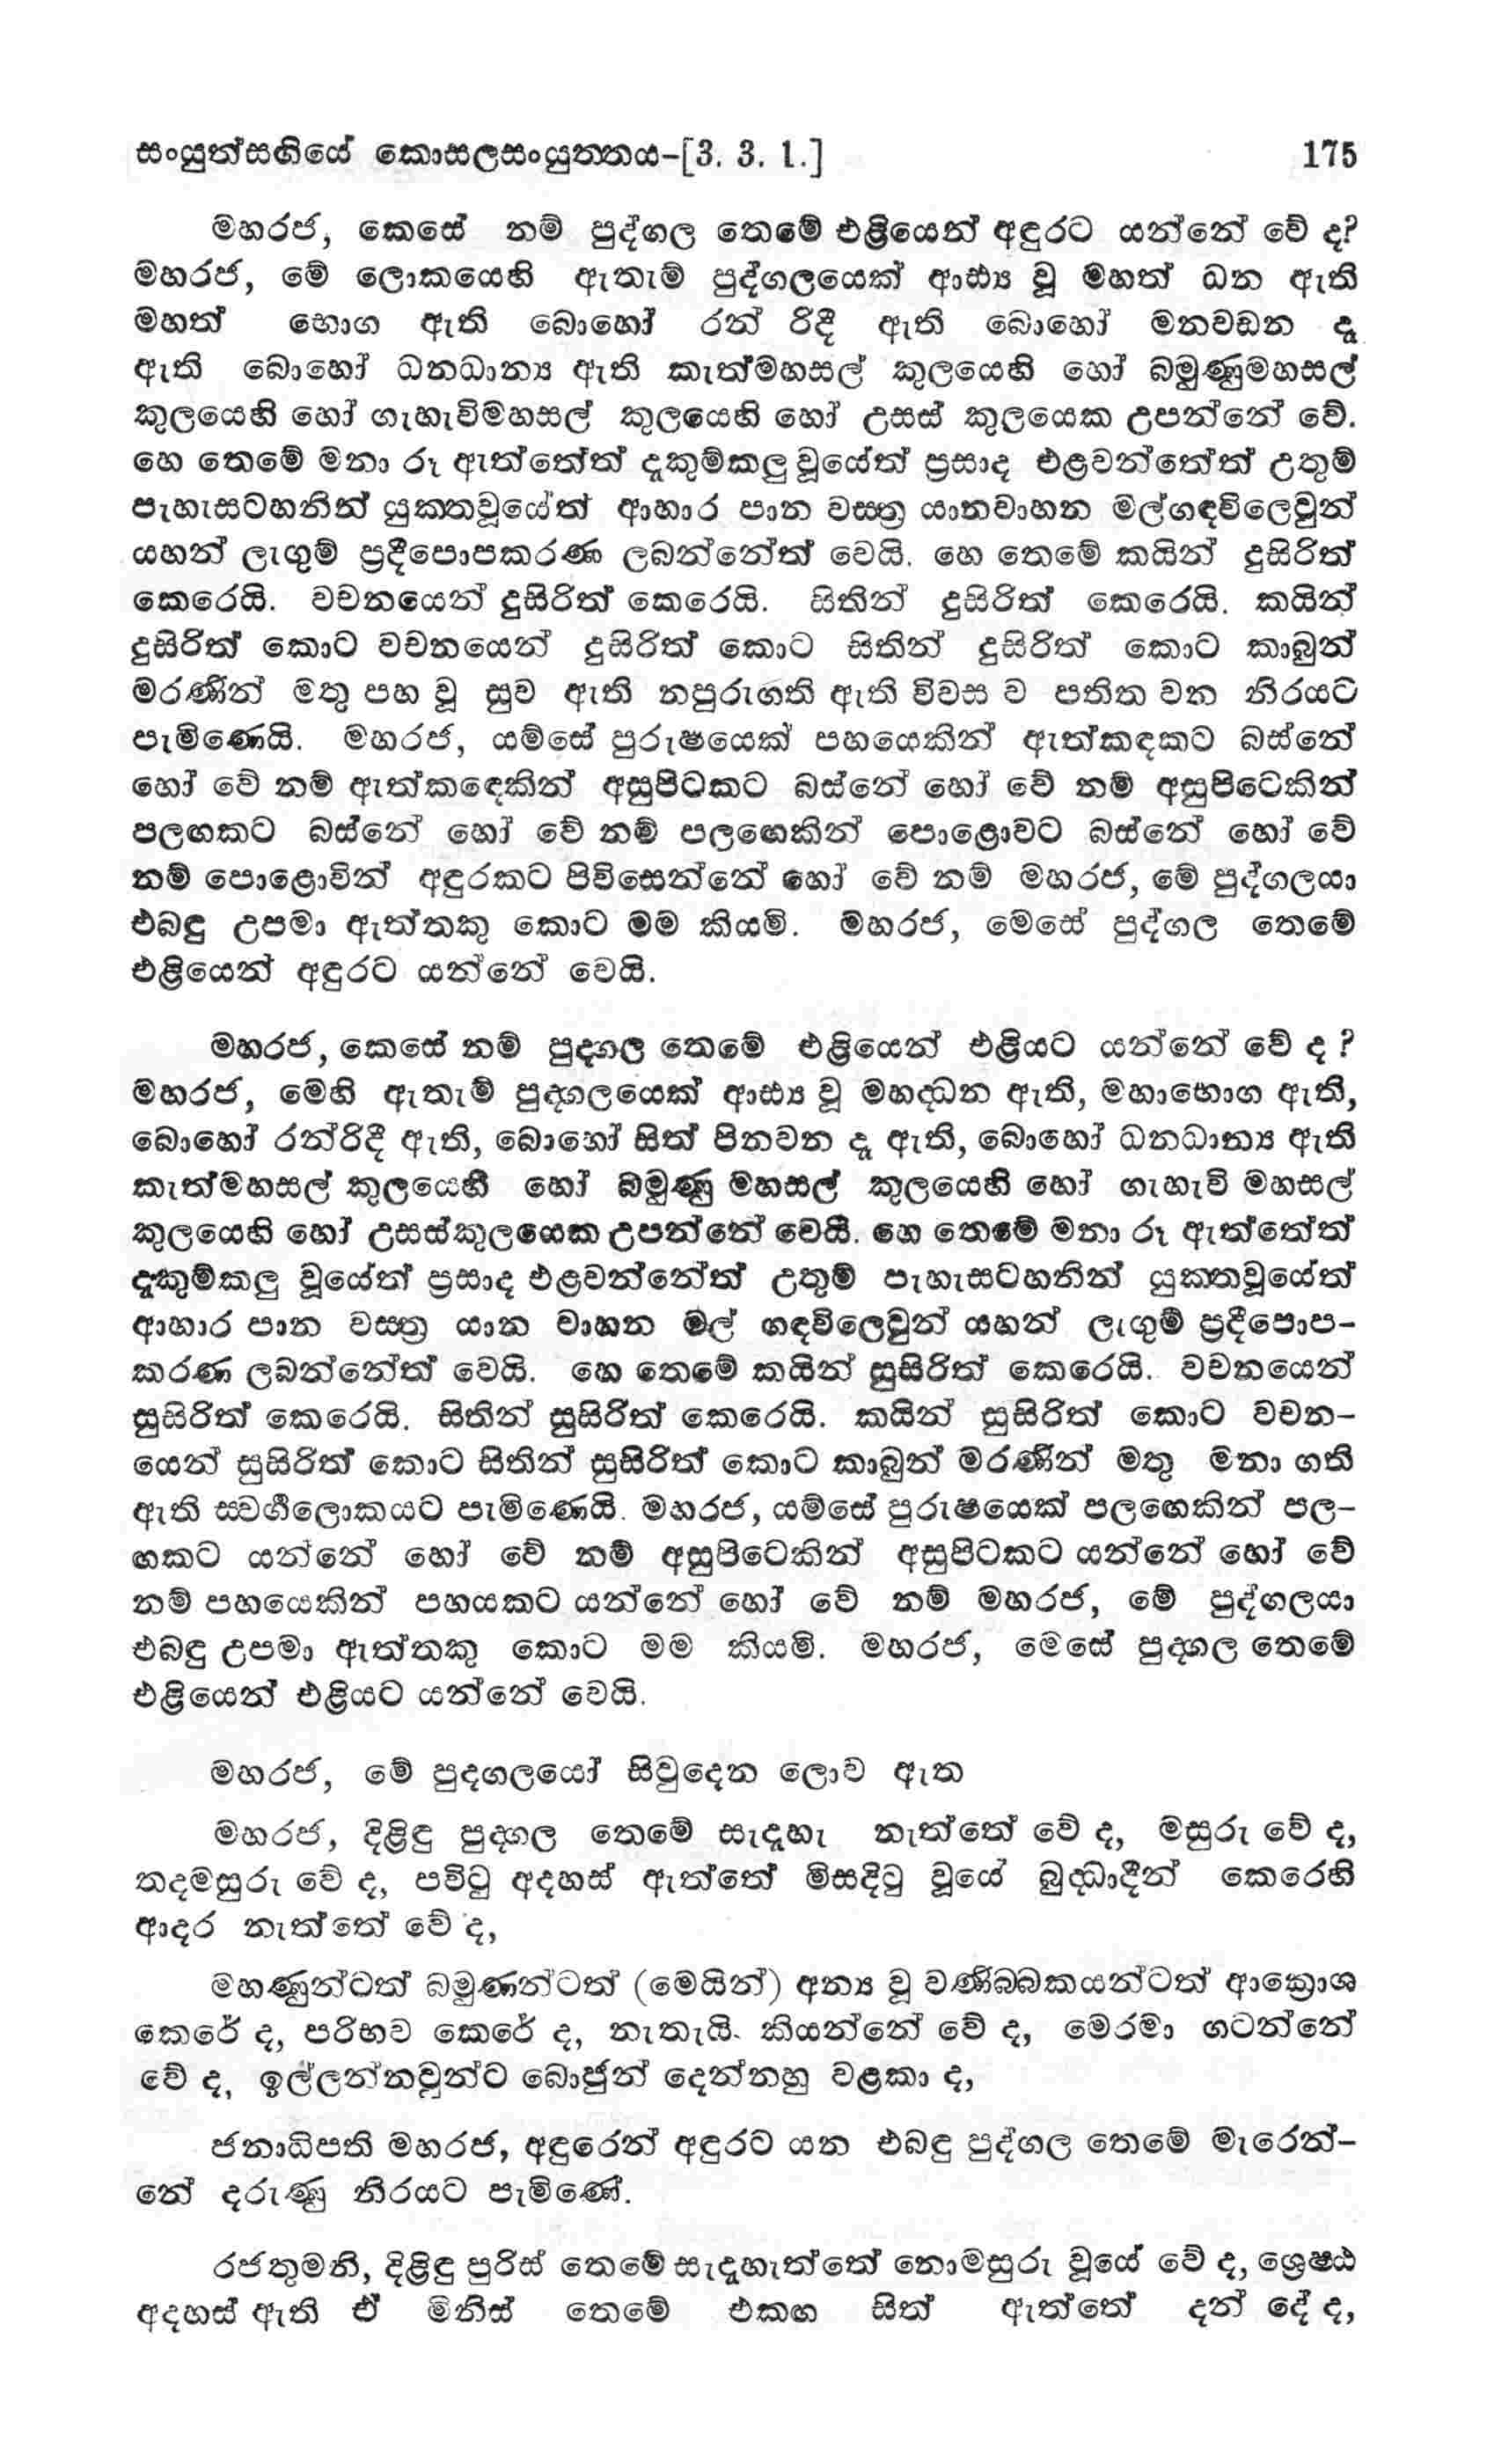 සංයුත්සඟියේ කොසලසංයුත්තය-[3. 3. 1.] 175
මහරජ, කෙසේ නම් පුද්ගල තෙමේ එළියෙන් අඳුරට යන්නේ වේ ද?
මහරජ, මේ ලොකයෙහි ඇතැම් පුද්ගලයෙක් ආඪ්‍ය වූ මහත් ධන ඇති
මහත් භොග ඇති බොහෝ රන් රිදී ඇති බොහෝ මනවඩන දෑ
ඇති බොහෝ ධනධාන්‍ය ඇති කැත්මහසල් කුලයෙහි හෝ බමුණුමහසල්
කුලයෙහි හෝ ගැහැවිමහසල් කුලයෙහි හෝ උසස් කුලයෙක උපන්නේ වේ.
හෙ තෙමේ මනා රූ ඇත්තේත් දැකුම්කලු වූයේත් ප්‍රසාද එළවන්නේත් උතුම්
පැහැසටහනින් යුක්තවූයේත් ආහාර පාන වස්ත්‍ර යානවාහන මල්ගඳවිලෙවුන්
යහන් ලැගුම් ප්‍රදීපොපකරණ ලබන්නේත් වෙයි. හෙ තෙමේ කයින් දුසිරිත්
කෙරෙයි. වචනයෙන් දුසිරිත් කෙරෙයි. සිතින් දුසිරිත් කෙරෙයි. කයින්
දුසිරිත් කොට වචනයෙන් දුසිරිත් කොට සිතින් දුසිරිත් කොට කාබුන්
මරණින් මතු පහ වූ සුව ඇති නපුරුගති ඇති විවස ව පතිත වන නිරයට
පැමිණෙයි. මහරජ, යම්සේ පුරුෂයෙක් පහයෙකින් ඇත්කඳකට බස්නේ
හෝ වේ නම් ඇත්කඳෙකින් අසුපිටකට බස්නේ හෝ වේ නම් අසුපිටෙකින්
පලඟකට බස්නේ හෝ වේ නම් පලඟෙකින් පොළොවට බස්නේ හෝ වේ
නම් පොළොවින් අඳුරකට පිවිසෙන්නේ හෝ වේ නම් මහරජ, මේ පුද්ගලයා
එබඳු උපමා ඇත්තකු කොට මම කියමි. මහරජ, මෙසේ පුද්ගල තෙමේ
එළියෙන් අඳුරට යන්නේ වෙයි.
මහරජ, කෙසේ නම් පුද්ගල තෙමේ එළියෙන් එළියට යන්නේ වේ ද ?
මහරජ, මෙහි ඇතැම් පුද්ගලයෙක් ආඪ්‍ය වූ මහද්ධන ඇති, මහාභොග ඇති,
බොහෝ රන්රිදී ඇති, බොහෝ සිත් පිනවන දෑ ඇති, බොහෝ ධනධාන්‍ය ඇති
කැත්මහසල් කුලයෙහී හෝ බමුණු මහසල් කුලයෙහි හෝ ගැහැවි මහසල්
කුලයෙහි හෝ උසස්කුලයෙක උපන්නේ වෙයි. හෙ තෙමේ මනා රූ ඇත්තේත්
දැකුම්කලු වූයේත් ප්‍රසාද එළවන්නේත් උතුම් පැහැසටහනින් යුක්තවූයේත්
ආහාර පාන වස්ත්‍ර යාන වාහන මල් ගඳවිලෙවුන් යහන් ලැගුම් ප්‍රදීපොප-
කරණ ලබන්නේත් වෙයි. හෙ තෙමේ කයින් සුසිරිත් කෙරෙයි. වචනයෙන්
සුසිරිත් කෙරෙයි. සිතින් සුසිරිත් කෙරෙයි. කයින් සුසිරිත් කොට වචන-
යෙන් සුසිරිත් කොට සිතින් සුසිරිත් කොට කාබුන් මරණින් මතු මනා ගති
ඇති ස්වර්ගලොකයට පැමිණෙයි. මහරජ, යම්සේ පුරුෂයෙක් පලඟෙකින් පල-
ඟකට යන්නේ හෝ වේ නම් අසුපිටෙකින් අසුපිටකට යන්නේ හෝ වේ
නම් පහයෙකින් පහයකට යන්නේ හෝ වේ නම් මහරජ, මේ පුද්ගලයා
එබඳු උපමා ඇත්තකු කොට මම කියමි. මහරජ, මෙසේ පුද්ගල තෙමේ
එළියෙන් එළියට යන්නේ වෙයි.
මහරජ, මේ පුදගලයෝ සිවුදෙන ලොව ඇත
මහරජ, දිළිඳු පුද්ගල තෙමේ සැදෑහැ නැත්තේ වේ ද, මසුරු වේ ද,
තදමසුරු වේ ද, පවිටු අදහස් ඇත්තේ මිසදිටු වූයේ බුද්ධාදීන් කෙරෙහි
ආදර නැත්තේ වේ ද,
මහණුන්ටත් බමුණන්ටත් (මෙයින්) අන්‍ය වූ වණිබ්බකයන්ටත් ආක්‍රොශ
කෙරේ ද, පරිභව කෙරේ ද, නැතැයි කියන්නේ වේ ද, මෙරමා ගටන්නේ
වේ ද, ඉල්ලන්නවුන්ට බොජුන් දෙන්නහු වළකා ද,
ජනාධිපති මහරජ, අඳුරෙන් අඳුරට යන එබඳු පුද්ගල තෙමේ මැරෙන්-
නේ දරුණු නිරයට පැමිණේ.
රජතුමනි, දිළිඳු පුරිස් තෙමේ සැදෑහැත්තේ නොමසුරු වූයේ වේ ද, ශ්‍රෙෂ්ඨ
අදහස් ඇති ඒ මිනිස් තෙමේ එකඟ සිත් ඇත්තේ දන් දේ ද,